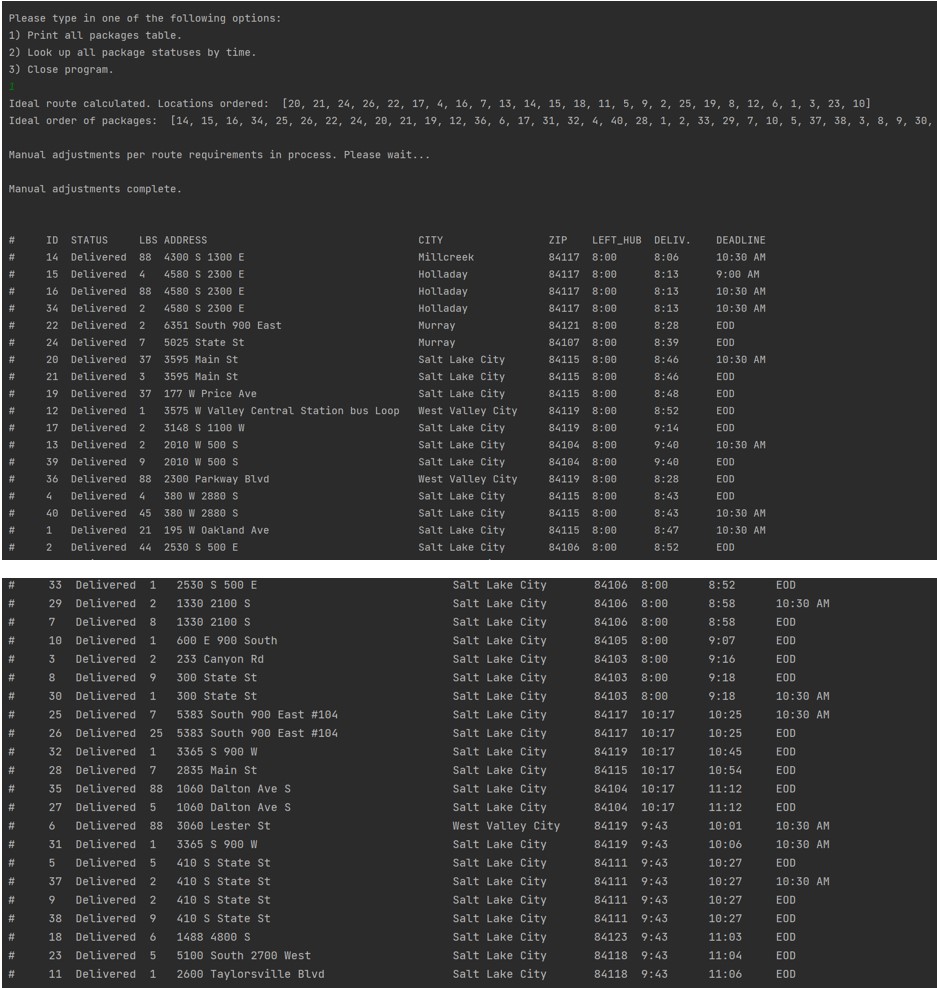 Please type in one of the following options:
1) Print all packages table.
2) Look up all package statuses by time.
3) Close program.
1
Ideal route calculated. Locations ordered:  [20, 21, 24, 26, 22, 17, 4, 16, 7, 13, 14, 15, 18, 11, 5, 9, 2, 25, 19, 8, 12, 6, 1, 3, 23, 10]
Ideal order of packages:  [14, 15, 16, 34, 25, 26, 22, 24, 20, 21, 19, 12, 36, 6, 17, 31, 32, 4, 40, 28, 1, 2, 33, 29, 7, 10, 5, 37, 38, 3, 8, 9, 30,
Manual adjustments per route requirements in process. Please wait...
Manual adjustments complete.
# ID STATUS LBS ADDRESS CITY ZIP LEFT_HUB DELIV. DEADLINE
# 14 Delivered 88 4300 S 1300 E Millcreek 84117 8:00 8:06 10:30 AM
# 15 Delivered 4 4580 S 2300 E Holladay 84117 8:00 8:13 9:00 AM
# 16 Delivered 88 4580 S 2300 E Holladay 84117 8:00 8:13 10:30 AM
# 34 Delivered 2 4580 S 2300 E Holladay 84117 8:00 8:13 10:30 AM
# 22 Delivered 2 6351 South 900 East Murray 84121 8:00 8:28 EOD
# 24 Delivered 7 5025 State St Murray 84107 8:00 8:39 EOD
# 20 Delivered 37 3595 Main St Salt Lake City 84115 8:00 8:46 10:30 AM
# 21 Delivered 3 3595 Main St Salt Lake City 84115 8:00 8:46 EOD
# 19 Delivered 37 177 W Price Ave Salt Lake City 84115 8:00 8:48 EOD
# 12 Delivered 1 3575 W Valley Central Station bus Loop West Valley City 84119 8:00 8:52 EOD
# 17 Delivered 2 3148 S 1100 W Salt Lake City 84119 8:00 9:14 EOD
# 13 Delivered 2 2010 W 500 S Salt Lake City 84104 8:00 9:40 10:30 AM
# 39 Delivered 9 2010 W 500 S Salt Lake City 84104 8:00 9:40 EOD
# 36 Delivered 88 2300 Parkway Blvd West Valley City 84119 8:00 8:28 EOD
# 4 Delivered 4 380 W 2880 S Salt Lake City 84115 8:00 8:43 EOD
# 40 Delivered 45 380 W 2880 S Salt Lake City 84115 8:00 8:43 10:30 AM
# 1 Delivered 21 195 W Oakland Ave Salt Lake City 84115 8:00 8:47 10:30 AM
# 2 Delivered 44 2530 S 500 E Salt Lake City 84106 8:00 8:52 EOD
# 33 Delivered 1 2530 S 500 E Salt Lake City 84106 8:00 8:52 EOD
# 29 Delivered 2 1330 2100 S Salt Lake City 84106 8:00 8:58 10:30 AM
# 7 Delivered 8 1330 2100 S Salt Lake City 84106 8:00 8:58 EOD
# 10 Delivered 1 600 E 900 South Salt Lake City 84105 8:00 9:07 EOD
# 3 Delivered 2 233 Canyon Rd Salt Lake City 84103 8:00 9:16 EOD
# 8 Delivered 9 300 State St Salt Lake City 84103 8:00 9:18 EOD
# 30 Delivered 1 300 State St Salt Lake City 84103 8:00 9:18 10:30 AM
# 25 Delivered 7 5383 South 900 East #104 Salt Lake City 84117 10:17 10:25 10:30 AM
# 26 Delivered 25 5383 South 900 East #104 Salt Lake City 84117 10:17 10:25 EOD
# 32 Delivered 1 3365 S 900 W Salt Lake City 84119 10:17 10:45 EOD
# 28 Delivered 7 2835 Main St Salt Lake City 84115 10:17 10:54 EOD
# 35 Delivered 88 1060 Dalton Ave S Salt Lake City 84104 10:17 11:12 EOD
# 27 Delivered 5 1060 Dalton Ave S Salt Lake City 84104 10:17 11:12 EOD
# 6 Delivered 88 3060 Lester St West Valley City 84119 9:43 10:01 10:30 AM
# 31 Delivered 1 3365 S 900 W Salt Lake City 84119 9:43 10:06 10:30 AM
# 5 Delivered 5 410 S State St Salt Lake City 84111 9:43 10:27 EOD
# 37 Delivered 2 410 S State St Salt Lake City 84111 9:43 10:27 10:30 AM
# 9 Delivered 2 410 S State St Salt Lake City 84111 9:43 10:27 EOD
# 38 Delivered 9 410 S State St Salt Lake City 84111 9:43 10:27 EOD
# 18 Delivered 6 1488 4800 S Salt Lake City 84123 9:43 11:03 EOD
# 23 Delivered 5 5100 South 2700 West Salt Lake City 84118 9:43 11:04 EOD
# 11 Delivered 1 2600 Taylorsville Blvd Salt Lake City 84118 9:43 11:06 EOD